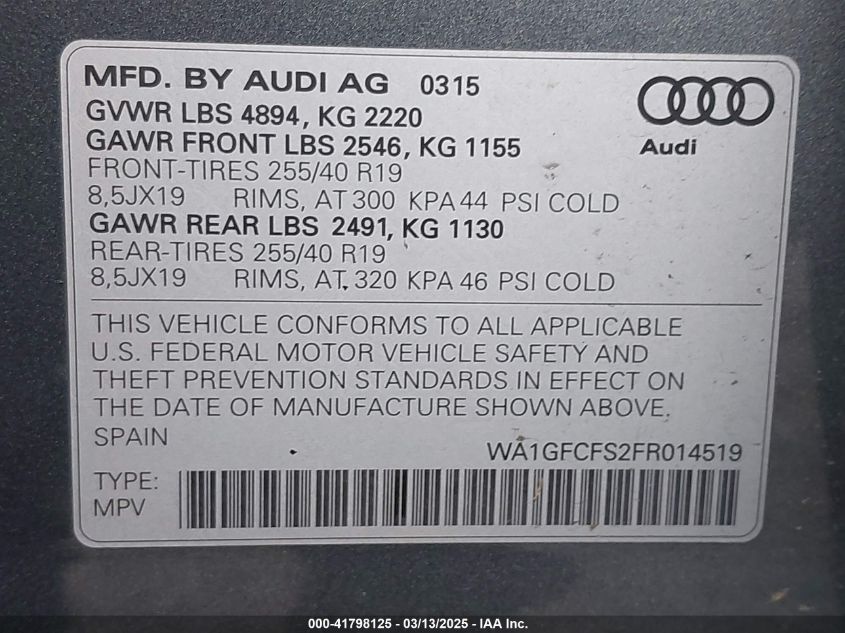 MFD. BY AUDI AG 0315
GVWR LBS 4894, KG 2220
GAWR FRONT LBS 2546, KG 1155
Audi
FRONT-TIRES 255/40 R19
8,5JX19 RIMS, AT 300 KPA 44 PSI COLD
GAWR REAR LBS 2491, KG 1130
REAR-TIRES 255/40 R19
8,5JX19 RIMS, AT 320 KPA 46 PSI COLD
THIS VEHICLE CONFORMS TO ALL APPLICABLE
U.S. FEDERAL MOTOR VEHICLE SAFETY AND
THEFT PREVENTION STANDARDS IN EFFECT ON
THE DATE OF MANUFACTURE SHOWN ABOVE.
SPAIN WA1GFCFS2FR014519
TYPE:
MPV
000-41798125 - 03/13/2025 - IAA Inc.